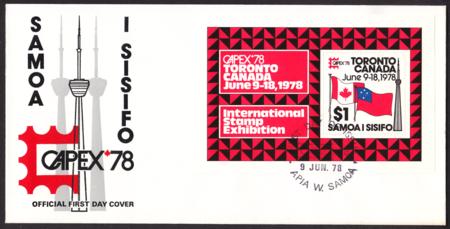 SAMOA
I SISIFO
CAPEX '78
OFFICIAL FIRST DAY COVER
CAPEX '78
TORONTO
CANADA
June 9-18, 1978
International
Stamp
Exhibition
CAPEX '78
TORONTO
CANADA
June 9-18, 1978
$1
SAMOA I SISIFO
9 JUN. 78
APIA W. SAMOA